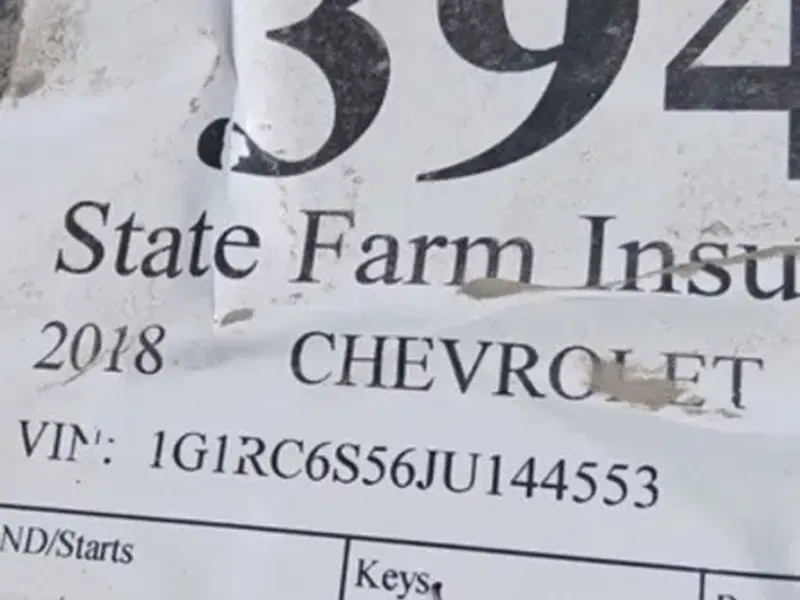 394
State Farm Insu
2018 CHEVROLET
VIN: 1G1RC6S56JU144553
ND/Starts Keys